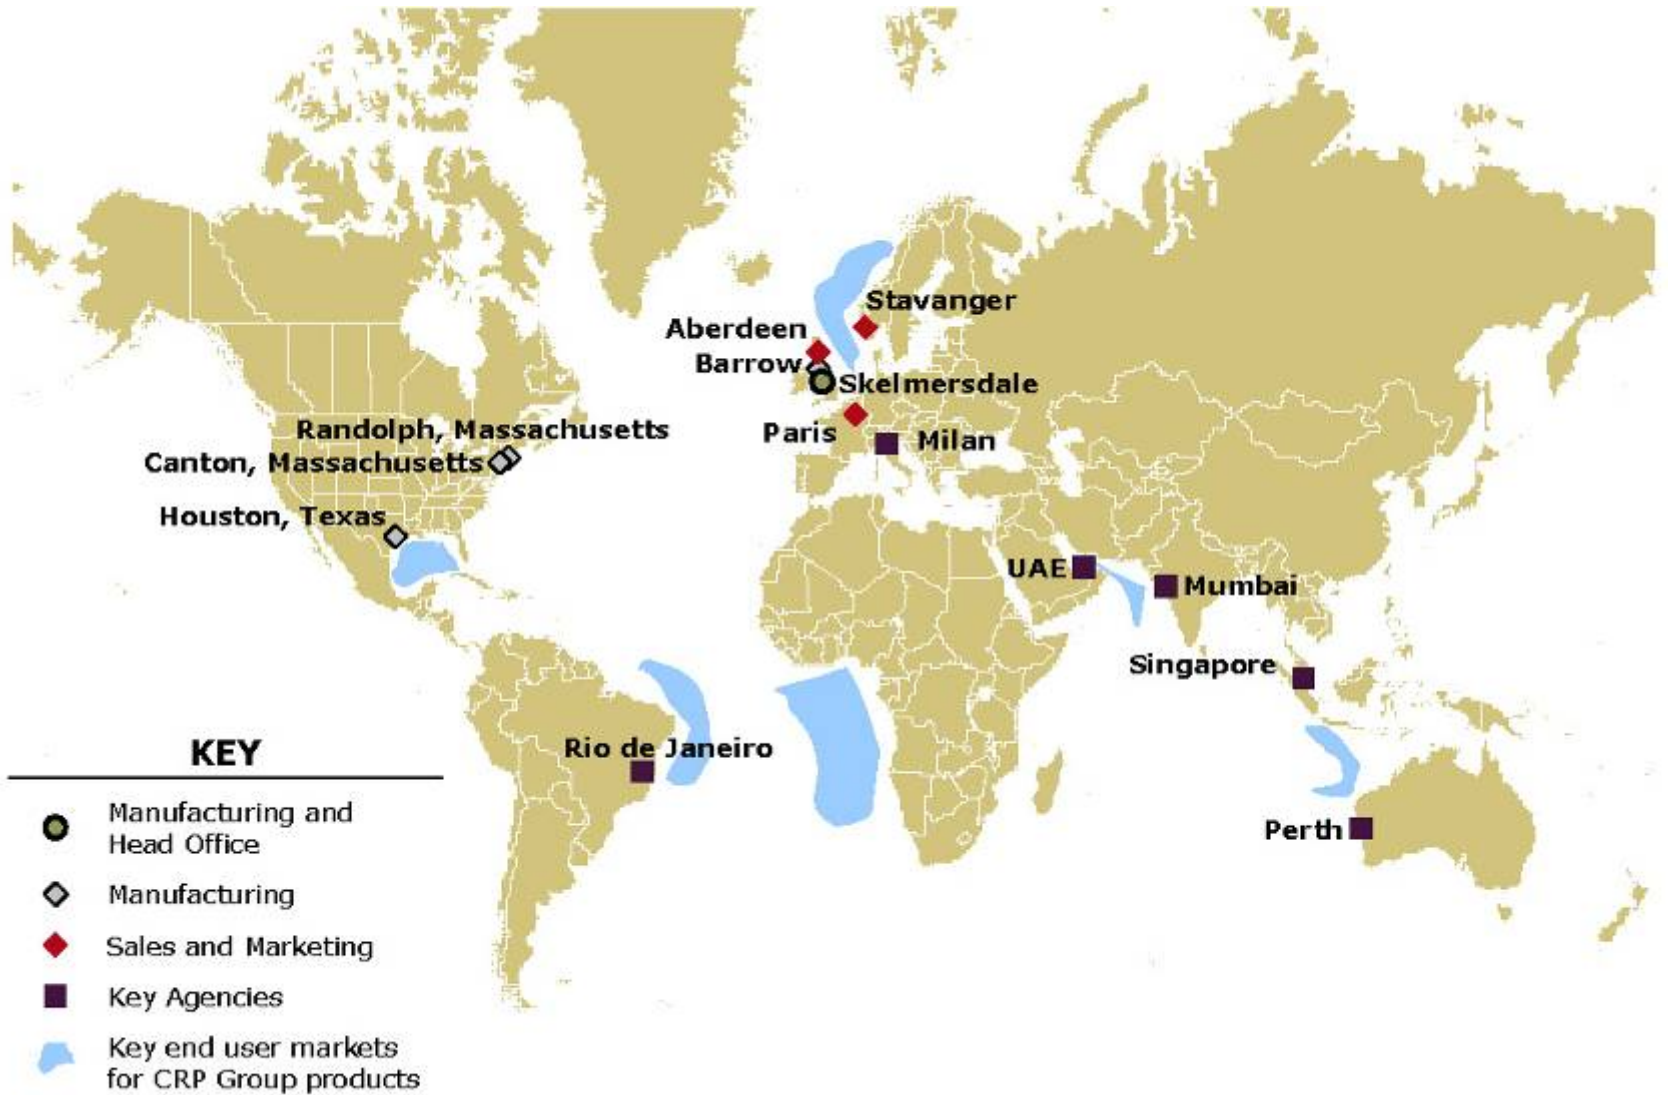 Stavanger
Aberdeen
Barrow
Skelmersdale
Randolph, Massachusetts
Paris
Milan
Canton, Massachusetts
Houston, Texas
UAE
Mumbai
Singapore
Rio de Janeiro
Perth
KEY
Manufacturing and
Head Office
Manufacturing
Sales and Marketing
Key Agencies
Key end user markets
for CRP Group products